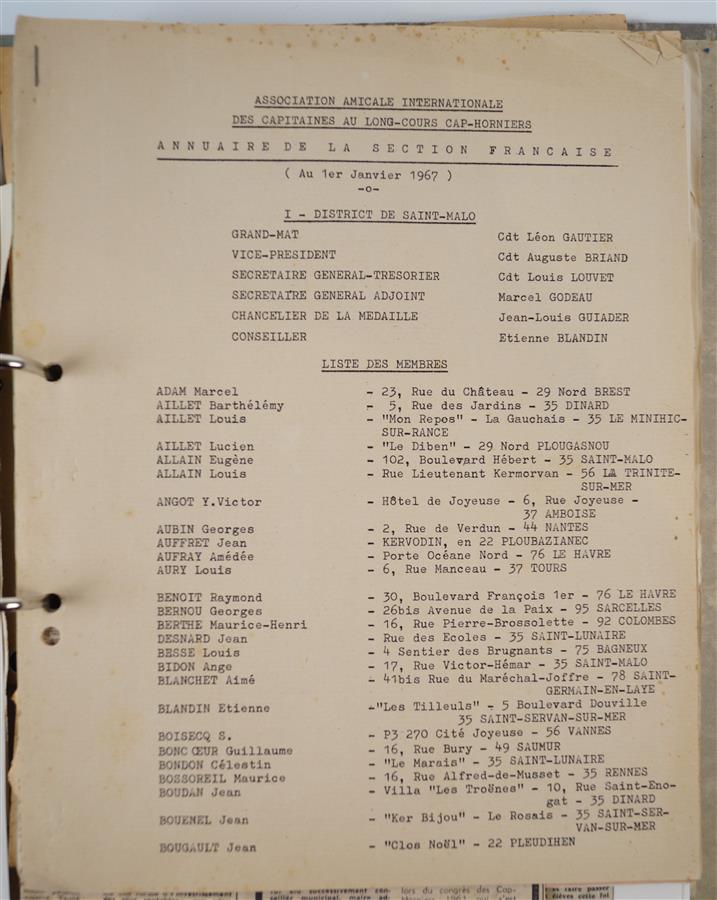 ASSOCIATION AMICALE INTERNATIONALE
DES CAPITAINES AU LONG-COURS CAP-HORNIERS
ANNUAIRE DE LA SECTION FRANCAISE
( Au 1er Janvier 1967 )
-o-
I - DISTRICT DE SAINT-MALO
GRAND-MAT Cdt Léon GAUTIER
VICE-PRESIDENT Cdt Auguste BRIAND
SECRETAIRE GENERAL-TRESORIER Cdt Louis LOUVET
SECRETAIRE GENERAL ADJOINT Marcel GODEAU
CHANCELIER DE LA MEDAILLE Jean-Louis GUIADER
CONSEILLER Etienne BLANDIN
LISTE DES MEMBRES
ADAM Marcel - 23, Rue du Château - 29 Nord BREST
AILLET Barthélémy - 5, Rue des Jardins - 35 DINARD
AILLET Louis - "Mon Repos" - La Gauchais - 35 LE MINIHIC-
SUR-RANCE
AILLET Lucien - "Le Diben" - 29 Nord PLOUGASNOU
ALLAIN Eugène - 102, Boulevard Hébert - 35 SAINT-MALO
ALLAIN Louis - Rue Lieutenant Kermorvan - 56 LA TRINITE-
SUR-MER
ANGOT Y.Victor - Hôtel de Joyeuse - 6, Rue Joyeuse -
37 AMBOISE
AUBIN Georges - 2, Rue de Verdun - 44 NANTES
AUFFRET Jean - KERVODIN, en 22 PLOUBAZIANEC
AUFRAY Amédée - Porte Océane Nord - 76 LE HAVRE
AURY Louis - 6, Rue Manceau - 37 TOURS
BENOIT Raymond - 30, Boulevard François 1er - 76 LE HAVRE
BERNOU Georges - 26bis Avenue de la Paix - 95 SARCELLES
BERTHE Maurice-Henri - 16, Rue Pierre-Brossolette - 92 COLOMBES
DESNARD Jean - Rue des Ecoles - 35 SAINT-LUNAIRE
BESSE Louis - 4 Sentier des Brugnants - 75 BAGNEUX
BIDON Ange - 17, Rue Victor-Hémar - 35 SAINT-MALO
BLANCHET Aimé - 41bis Rue du Maréchal-Joffre - 78 SAINT-
GERMAIN-EN-LAYE
BLANDIN Etienne -"Les Tilleuls" - 5 Boulevard Douville
35 SAINT-SERVAN-SUR-MER
BOISECQ S. - P3 270 Cité Joyeuse - 56 VANNES
BONCŒUR Guillaume - 16, Rue Bury - 49 SAUMUR
BONDON Célestin - "Le Marais" - 35 SAINT-LUNAIRE
BOSSOREIL Maurice - 16, Rue Alfred-de-Musset - 35 RENNES
BOUDAN Jean - Villa "Les Troënes" - 10, Rue Saint-Eno-
gat - 35 DINARD
BOUENEL Jean - "Ker Bijou" - Le Rosais - 35 SAINT-SER-
VAN-SUR-MER
BOUGAULT Jean - "Clos Noël" - 22 PLEUDIHEN
lors du congrès des Cap-